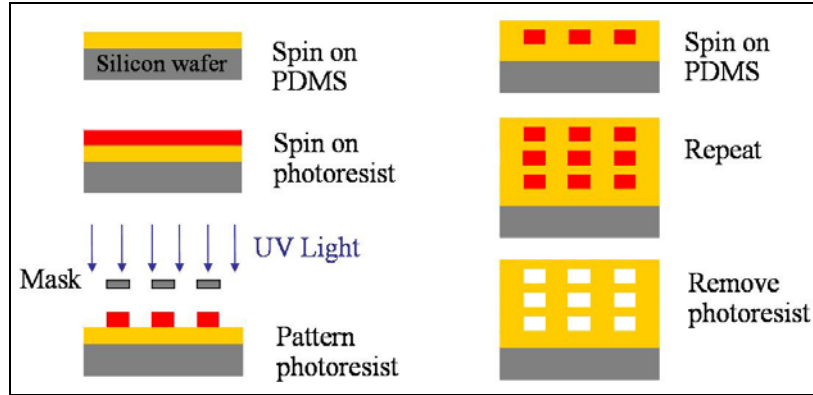 Silicon wafer
Spin on
PDMS
Spin on
photoresist
UV Light
Mask
Pattern
photoresist
Spin on
PDMS
Repeat
Remove
photoresist